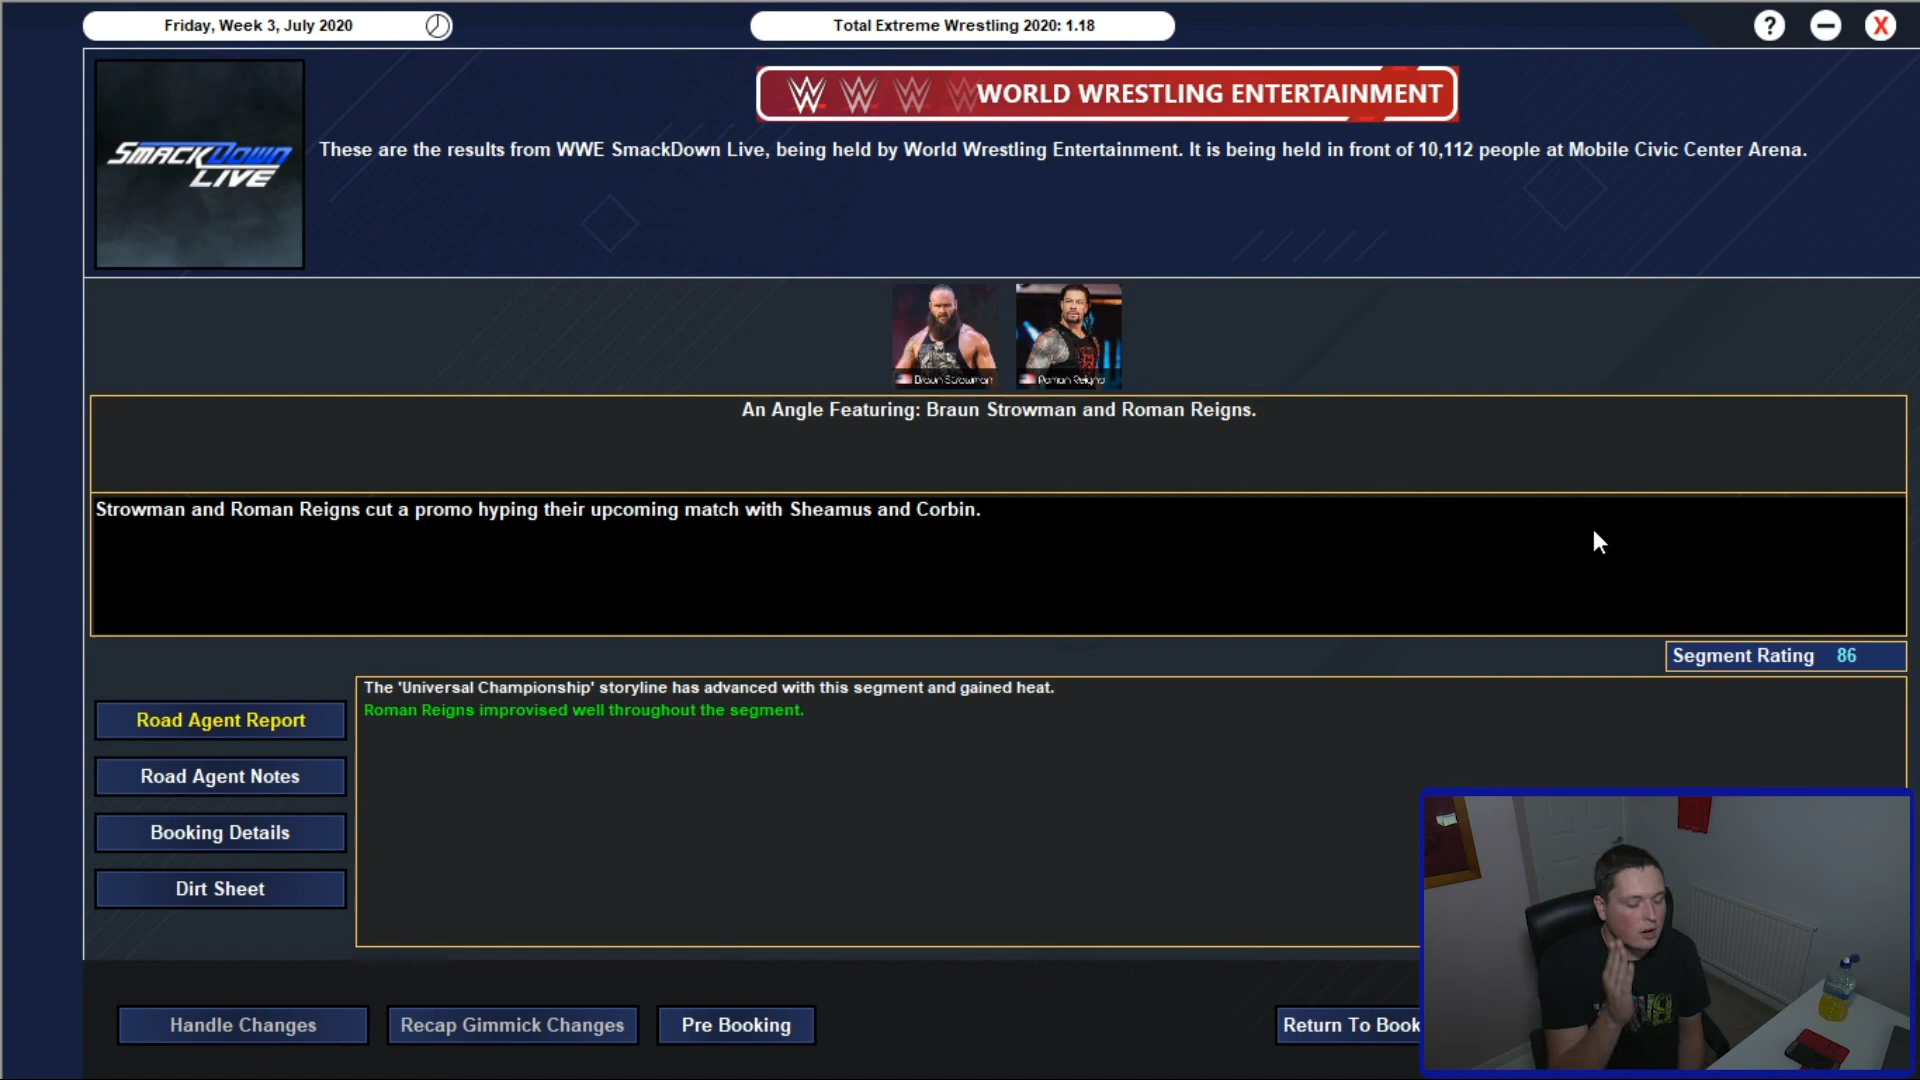 Friday, Week 3, July 2020
Total Extreme Wrestling 2020: 1.18
?
X
WORLD WRESTLING ENTERTAINMENT
SMACKDOWN
LIVE
These are the results from WWE SmackDown Live, being held by World Wrestling Entertainment. It is being held in front of 10,112 people at Mobile Civic Center Arena.
Braun Strowman
Roman Reigns
An Angle Featuring: Braun Strowman and Roman Reigns.
Strowman and Roman Reigns cut a promo hyping their upcoming match with Sheamus and Corbin.
Segment Rating 86
The 'Universal Championship' storyline has advanced with this segment and gained heat.
Roman Reigns improvised well throughout the segment.
Road Agent Report
Road Agent Notes
Booking Details
Dirt Sheet
Handle Changes
Recap Gimmick Changes
Pre Booking
Return To Book